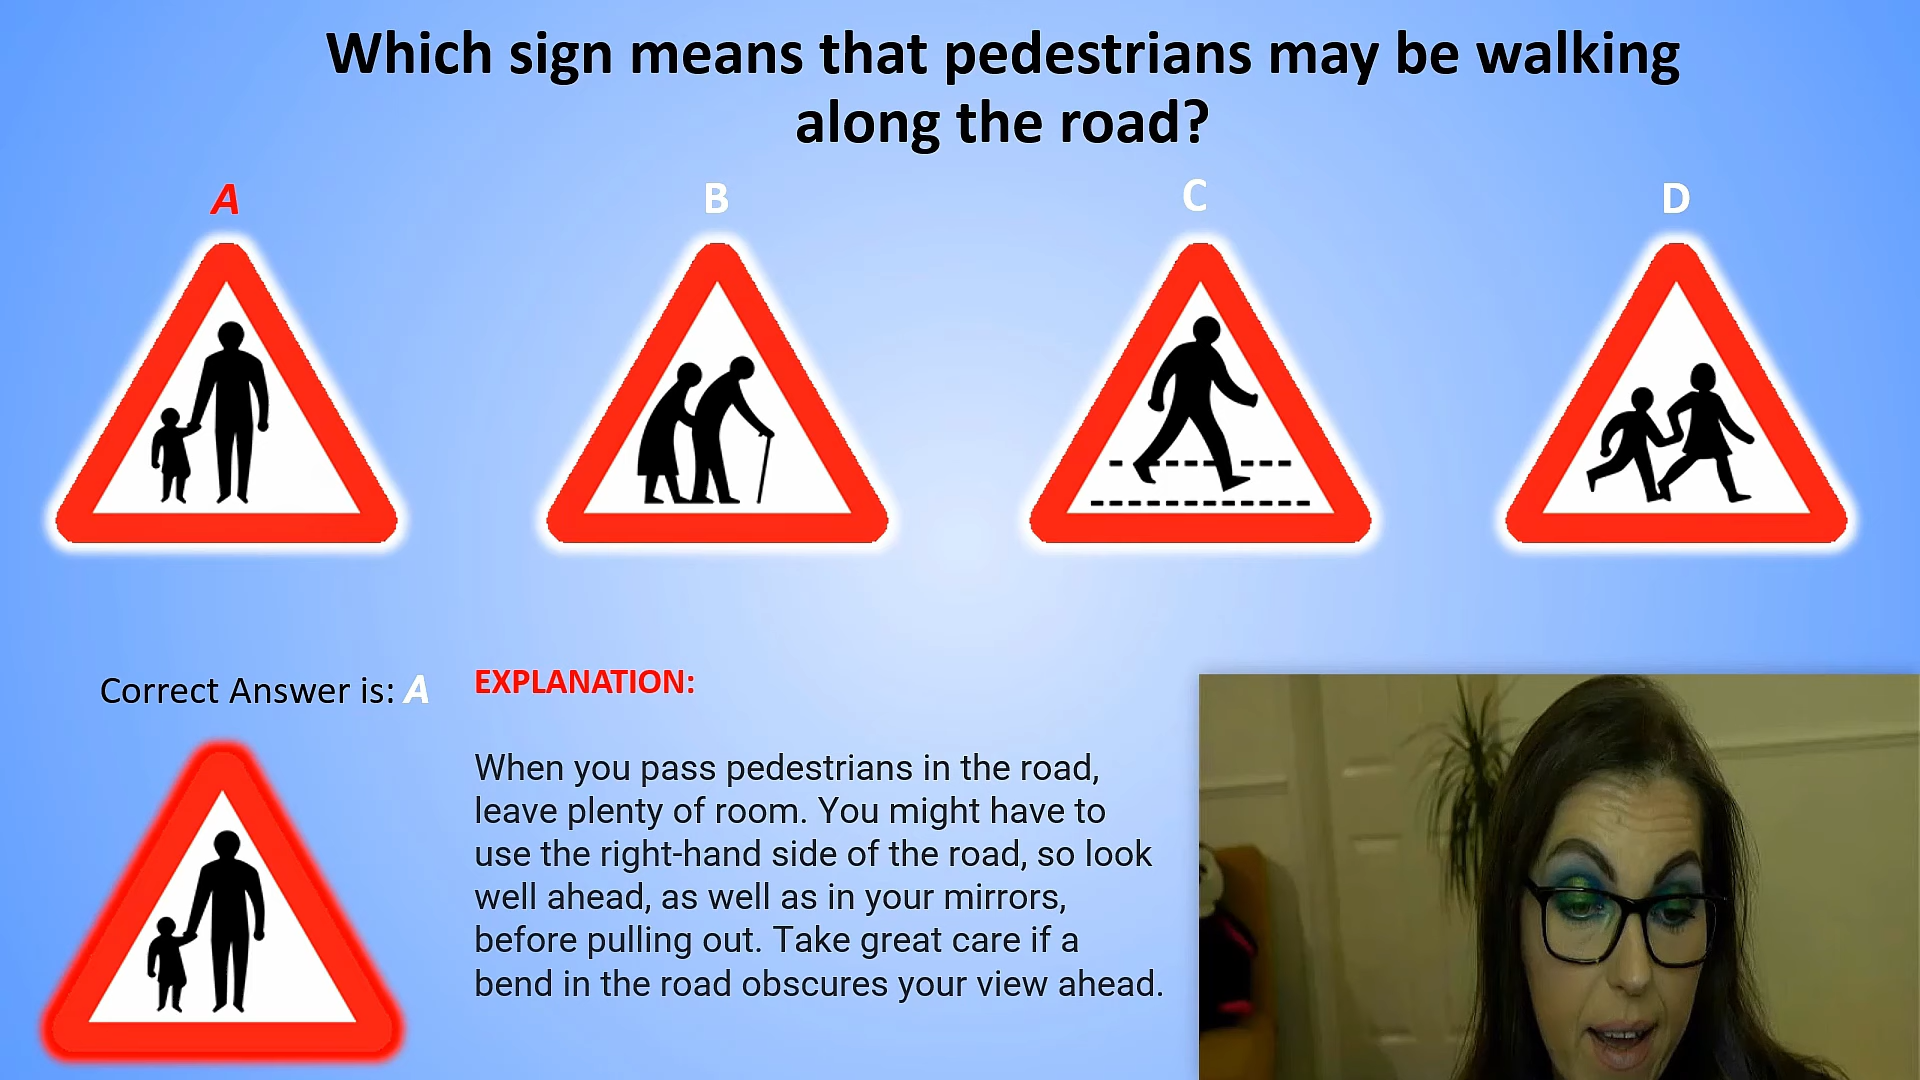 Which sign means that pedestrians may be walking
along the road?
A
B
C
D
Correct Answer is: A
EXPLANATION:
When you pass pedestrians in the road,
leave plenty of room. You might have to
use the right-hand side of the road, so look
well ahead, as well as in your mirrors,
before pulling out. Take great care if a
bend in the road obscures your view ahead.